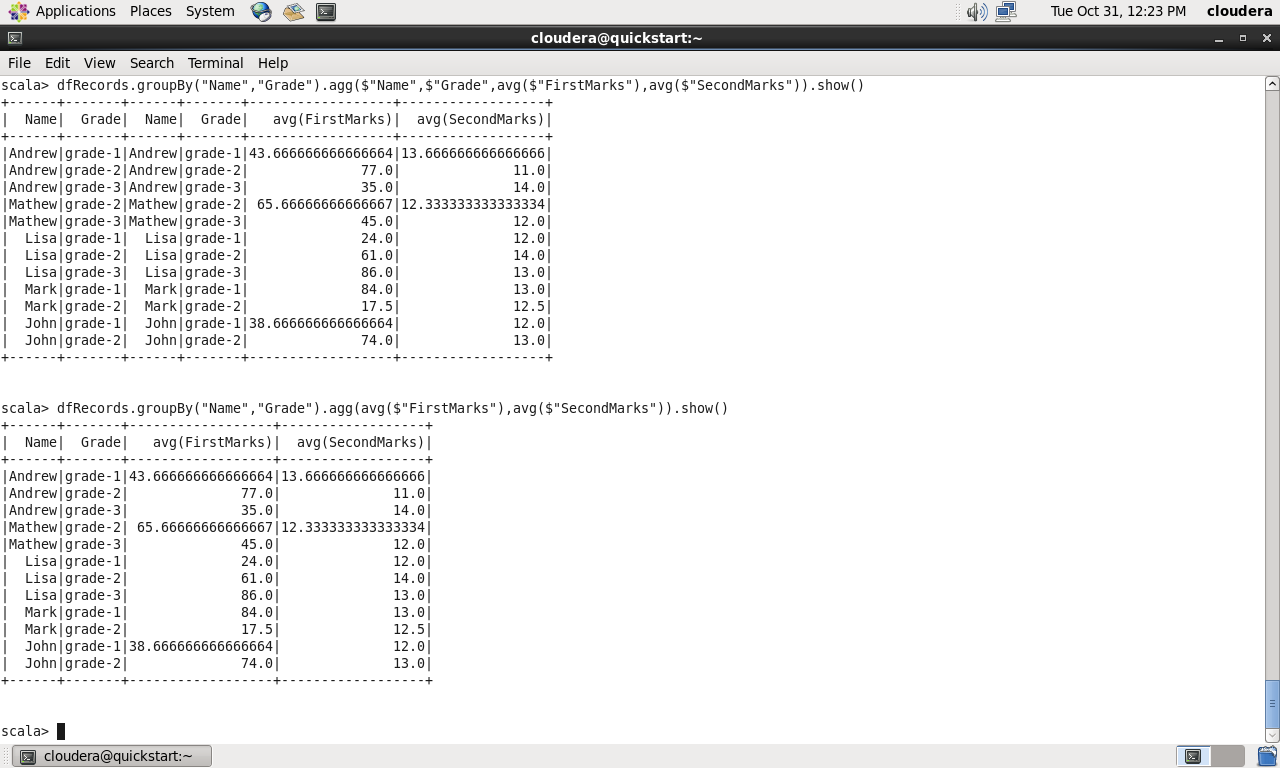 Applications Places System Tue Oct 31, 12:23 PM cloudera
cloudera@quickstart:~
File Edit View Search Terminal Help
scala> dfRecords.groupBy("Name","Grade").agg($"Name",$"Grade",avg($"FirstMarks"),avg($"SecondMarks")).show()
+------+-------+------+-------+------------------+------------------+
|  Name|  Grade|  Name|  Grade|   avg(FirstMarks)|  avg(SecondMarks)|
+------+-------+------+-------+------------------+------------------+
|Andrew|grade-1|Andrew|grade-1|43.666666666666664|13.666666666666666|
|Andrew|grade-2|Andrew|grade-2|              77.0|              11.0|
|Andrew|grade-3|Andrew|grade-3|              35.0|              14.0|
|Mathew|grade-2|Mathew|grade-2| 65.66666666666667|12.333333333333334|
|Mathew|grade-3|Mathew|grade-3|              45.0|              12.0|
|  Lisa|grade-1|  Lisa|grade-1|              24.0|              12.0|
|  Lisa|grade-2|  Lisa|grade-2|              61.0|              14.0|
|  Lisa|grade-3|  Lisa|grade-3|              86.0|              13.0|
|  Mark|grade-1|  Mark|grade-1|              84.0|              13.0|
|  Mark|grade-2|  Mark|grade-2|              17.5|              12.5|
|  John|grade-1|  John|grade-1|38.666666666666664|              12.0|
|  John|grade-2|  John|grade-2|              74.0|              13.0|
+------+-------+------+-------+------------------+------------------+
scala> dfRecords.groupBy("Name","Grade").agg(avg($"FirstMarks"),avg($"SecondMarks")).show()
+------+-------+------------------+------------------+
|  Name|  Grade|   avg(FirstMarks)|  avg(SecondMarks)|
+------+-------+------------------+------------------+
|Andrew|grade-1|43.666666666666664|13.666666666666666|
|Andrew|grade-2|              77.0|              11.0|
|Andrew|grade-3|              35.0|              14.0|
|Mathew|grade-2| 65.66666666666667|12.333333333333334|
|Mathew|grade-3|              45.0|              12.0|
|  Lisa|grade-1|              24.0|              12.0|
|  Lisa|grade-2|              61.0|              14.0|
|  Lisa|grade-3|              86.0|              13.0|
|  Mark|grade-1|              84.0|              13.0|
|  Mark|grade-2|              17.5|              12.5|
|  John|grade-1|38.666666666666664|              12.0|
|  John|grade-2|              74.0|              13.0|
+------+-------+------------------+------------------+
scala>
cloudera@quickstart:~